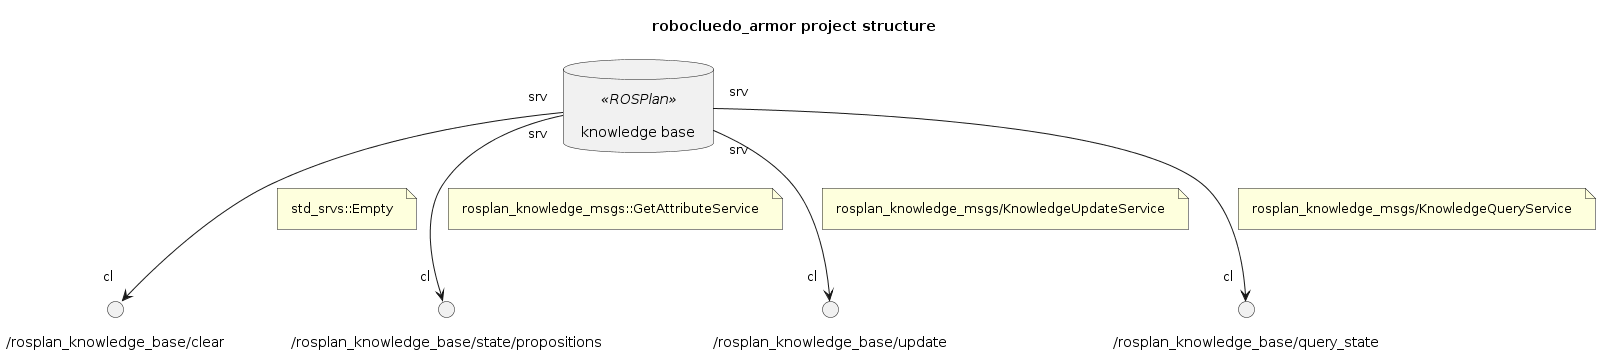 robocluedo_armor project structure
srv
srv
«ROSPlan»
knowledge base
srv
srv
std_srvs::Empty
rosplan_knowledge_msgs::GetAttributeService
rosplan_knowledge_msgs/KnowledgeUpdateService
rosplan_knowledge_msgs/KnowledgeQueryService
cl
cl
cl
cl
/rosplan_knowledge_base/clear
/rosplan_knowledge_base/state/propositions
/rosplan_knowledge_base/update
/rosplan_knowledge_base/query_state